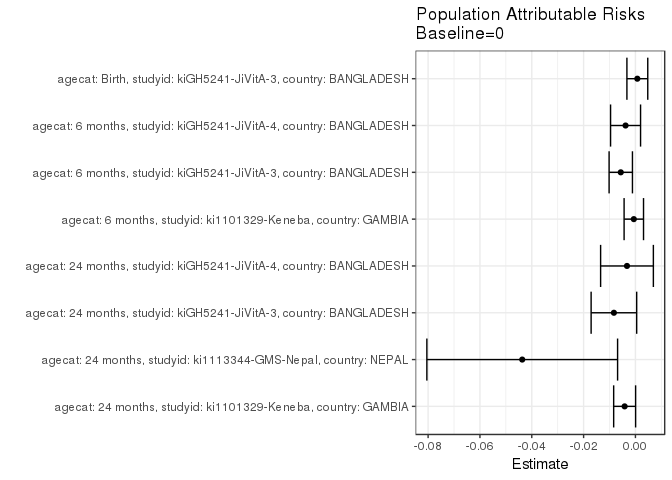 Population Attributable Risks
Baseline=0
agecat: Birth, studyid: kiGH5241-JiVitA-3, country: BANGLADESH
agecat: 6 months, studyid: kiGH5241-JiVitA-4, country: BANGLADESH
agecat: 6 months, studyid: kiGH5241-JiVitA-3, country: BANGLADESH
agecat: 6 months, studyid: ki1101329-Keneba, country: GAMBIA
agecat: 24 months, studyid: kiGH5241-JiVitA-4, country: BANGLADESH
agecat: 24 months, studyid: kiGH5241-JiVitA-3, country: BANGLADESH
agecat: 24 months, studyid: ki1113344-GMS-Nepal, country: NEPAL
agecat: 24 months, studyid: ki1101329-Keneba, country: GAMBIA
-0.08 -0.06 -0.04 -0.02 0.00
Estimate